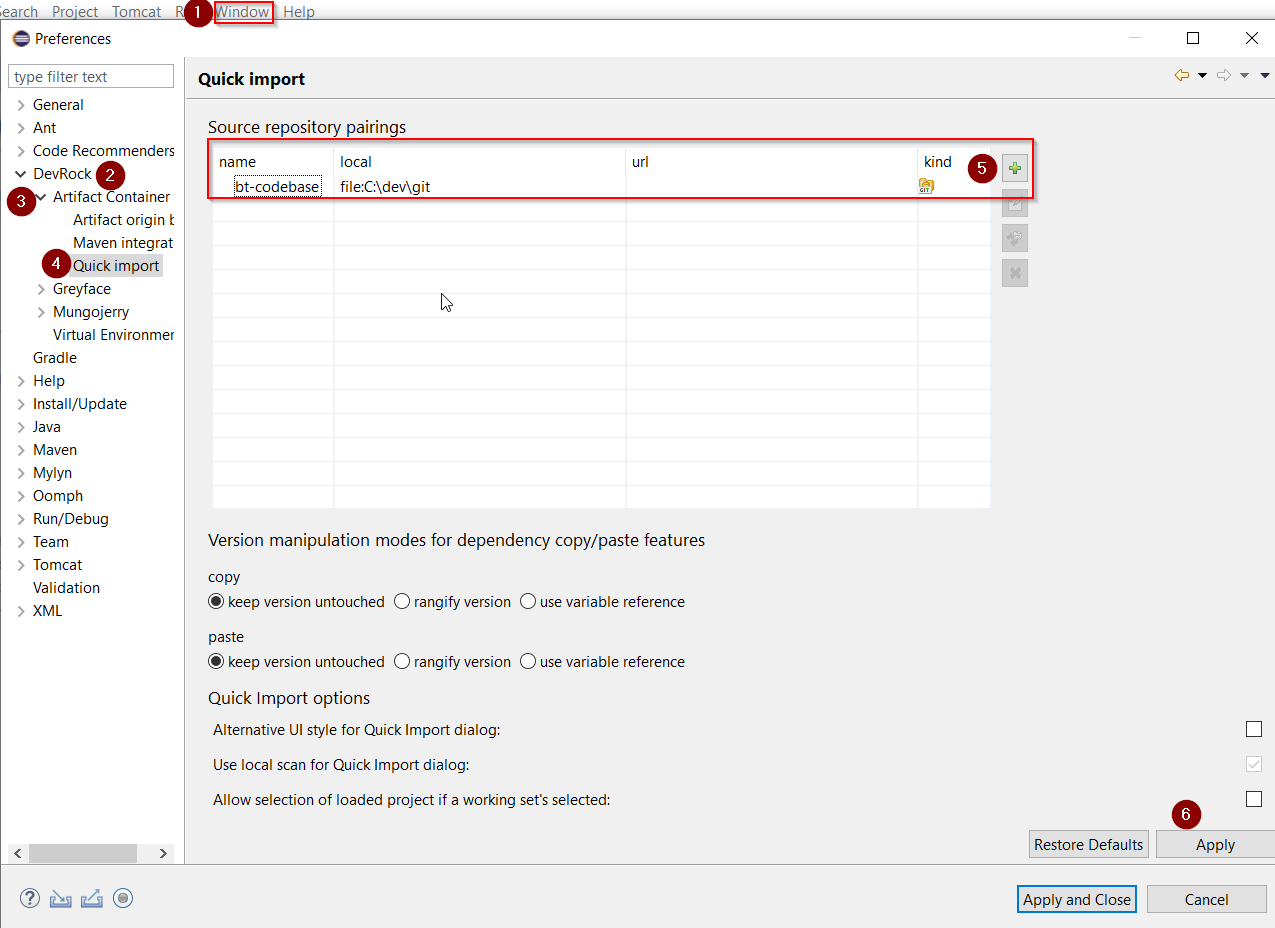 Search Project Tomcat R 1 Window Help
Preferences
type filter text
General
Ant
Code Recommenders
DevRock 2
3 Artifact Container
Artifact origin b
Maven integrat
4 Quick import
Greyface
Mungojerry
Virtual Environmen
Gradle
Help
Install/Update
Java
Maven
Mylyn
Oomph
Run/Debug
Team
Tomcat
Validation
XML
Quick import
Source repository pairings
name local url kind 5
bt-codebase file:C:\dev\git GIT
Version manipulation modes for dependency copy/paste features
copy
keep version untouched rangify version use variable reference
paste
keep version untouched rangify version use variable reference
Quick Import options
Alternative UI style for Quick Import dialog:
Use local scan for Quick Import dialog:
Allow selection of loaded project if a working set's selected:
6
Restore Defaults Apply
? Apply and Close Cancel